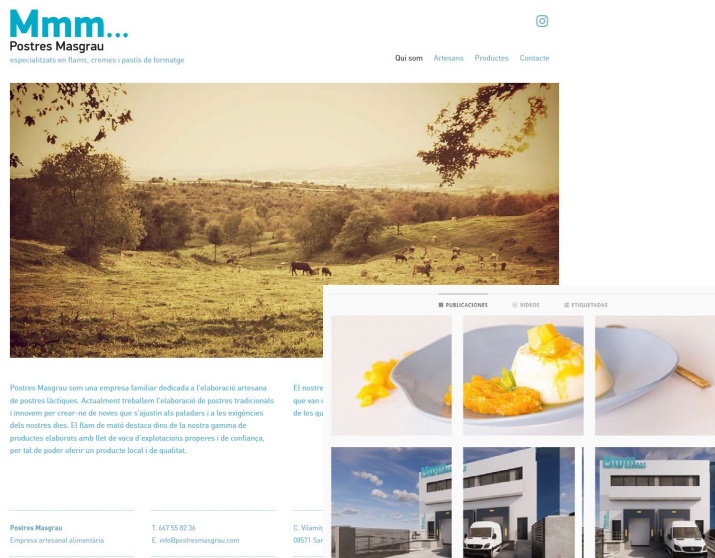 Mmm...
Postres Masgrau
especialitzats en flams, cremes i pastís de formatge
Qui som Artesans Productes Contacte
PUBLICACIONES VIDEOS ETIQUETADAS
Postres Masgrau som una empresa familiar dedicada a l'elaboració artesana
de postres làctiques. Actualment treballem l'elaboració de postres tradicionals
i innovem per crear-ne de noves que s'ajustin als paladars i a les exigències
dels nostres dies. El flam de mató destaca dins de la nostra gamma de
productes elaborats amb llet de vaca d'explotacions properes i de confiança,
per tal de poder oferir un producte local i de qualitat.
El nostre
que van
de les
Mmm...
Mmm...
Postres Masgrau
Empresa artesanal alimentària
T. 667 55 02 36
E. info@postresmasgrau.com
C.
08571